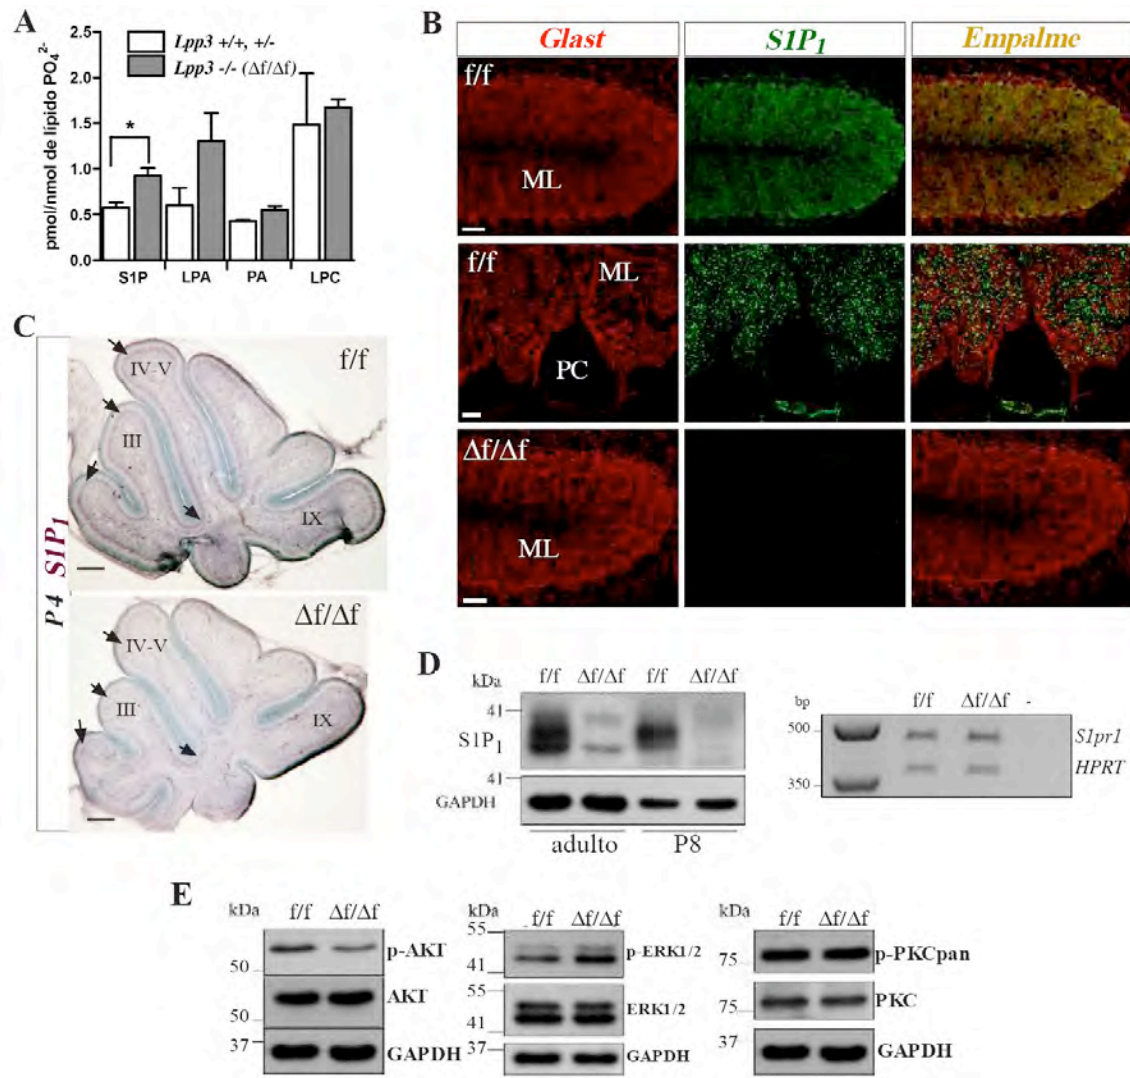 A
Lpp3 +/+, +/-
Lpp3 -/- (Δf/Δf)
pmol/nmol de lípido PO₄²⁻
2.5
2.0
1.5
1.0
0.5
0.0
*
S1P LPA PA LPC
B
Glast S1P₁ Empalme
f/f
ML
f/f
ML
PC
Δf/Δf
ML
C
P4 S1P₁
f/f
IV-V
III
IX
Δf/Δf
IV-V
III
IX
D
kDa f/f Δf/Δf f/f Δf/Δf
41
S1P₁
41
GAPDH
adulto P8
bp f/f Δf/Δf -
500
350
S1pr1
HPRT
E
kDa f/f Δf/Δf
50
p-AKT
AKT
50
37
GAPDH
kDa f/f Δf/Δf
55
p-ERK1/2
41
55
ERK1/2
41
37
GAPDH
kDa f/f Δf/Δf
75
p-PKCpan
PKC
75
37
GAPDH